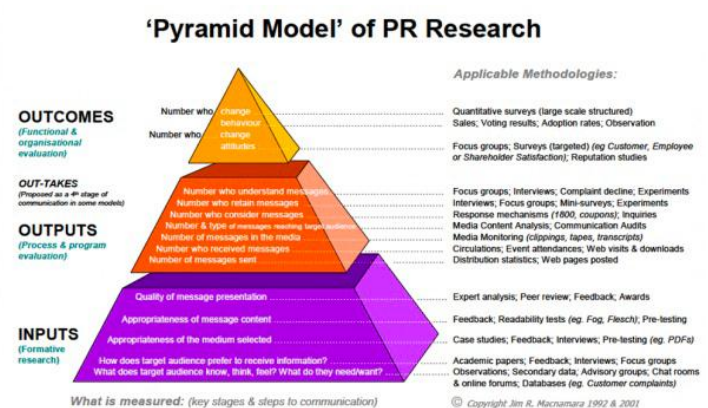 ‘Pyramid Model’ of PR Research
Applicable Methodologies:
OUTCOMES
(Functional &
organisational
evaluation)
Number who change
behaviour
Number who change
attitudes
Quantitative surveys (large scale structured)
Sales; Voting results; Adoption rates; Observation
Focus groups; Surveys (targeted) (eg Customer, Employee
or Shareholder Satisfaction); Reputation studies
OUT-TAKES
(Proposed as a 4th stage of
communication in some models)
OUTPUTS
(Process & program
evaluation)
Number who understand messages
Number who retain messages
Number who consider messages
Number & type of messages reaching target audience
Number of messages in the media
Number who received messages
Number of messages sent
Focus groups; Interviews; Complaint decline; Experiments
Interviews; Focus groups; Mini-surveys; Experiments
Response mechanisms (1800, coupons); Inquiries
Media Content Analysis; Communication Audits
Media Monitoring (clippings, tapes, transcripts)
Circulations; Event attendances; Web visits & downloads
Distribution statistics; Web pages posted
INPUTS
(Formative
research)
Quality of message presentation
Appropriateness of message content
Appropriateness of the medium selected
How does target audience prefer to receive information?
What does target audience know, think, feel? What do they need/want?
Expert analysis; Peer review; Feedback; Awards
Feedback; Readability tests (eg. Fog, Flesch); Pre-testing
Case studies; Feedback; Interviews; Pre-testing (eg. PDFs)
Academic papers; Feedback; Interviews; Focus groups
Observations; Secondary data; Advisory groups; Chat rooms
& online forums; Databases (eg. Customer complaints)
What is measured: (key stages & steps to communication)
© Copyright Jim R. Macnamara 1992 & 2001